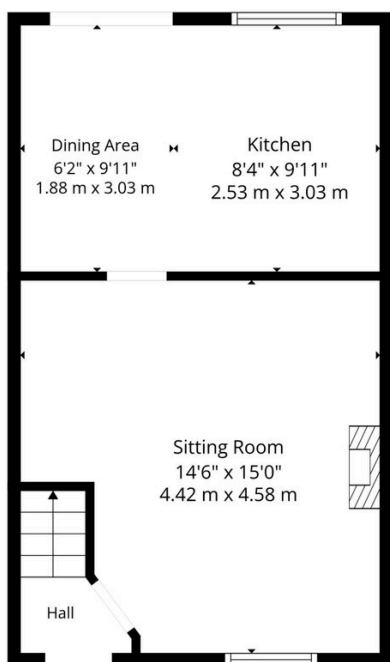 Dining Area
6'2" x 9'11"
1.88 m x 3.03 m
Kitchen
8'4" x 9'11"
2.53 m x 3.03 m
Sitting Room
14'6" x 15'0"
4.42 m x 4.58 m
Hall